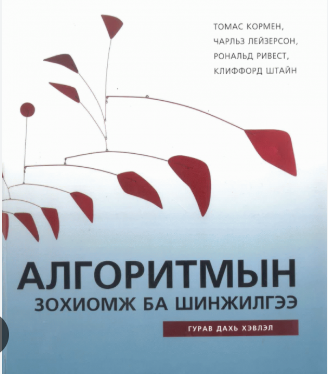 ТОМАС КОРМЕН,
ЧАРЛЬЗ ЛЕЙЗЕРСОН,
РОНАЛЬД РИВЕСТ,
КЛИФФОРД ШТАЙН
АЛГОРИТМЫН
ЗОХИОМЖ БА ШИНЖИЛГЭЭ
ГУРАВ ДАХЬ ХЭВЛЭЛ